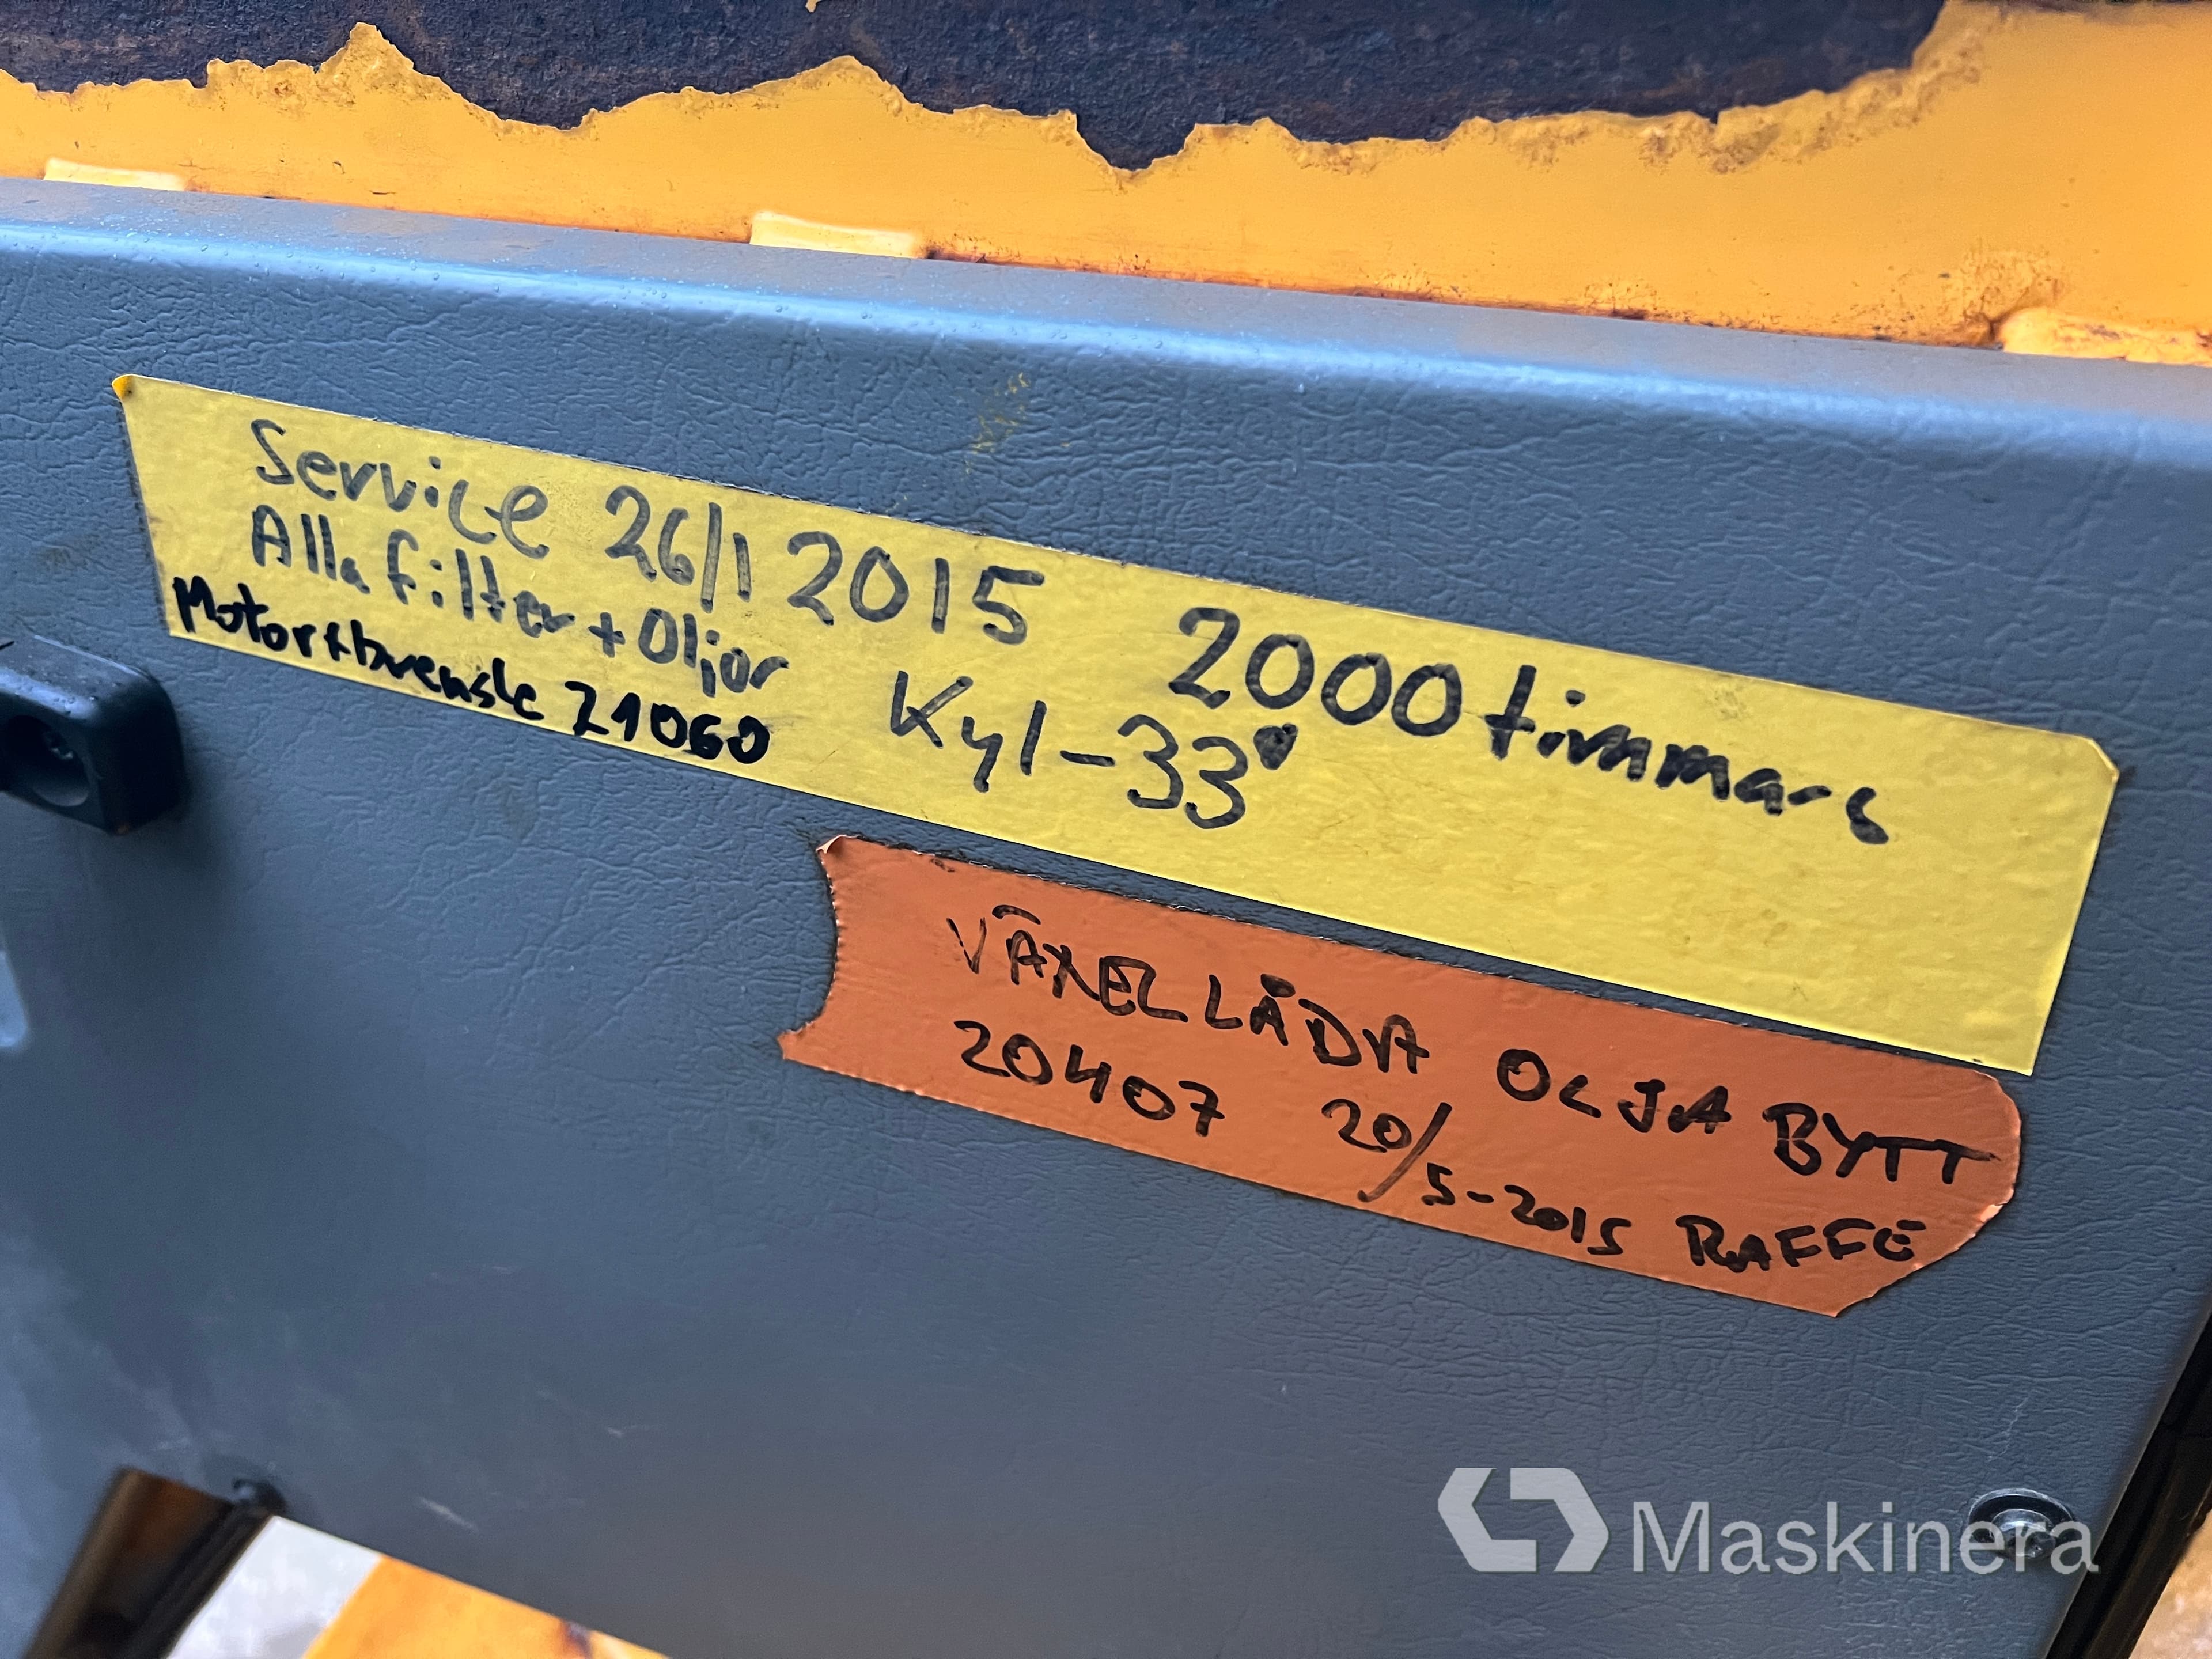 Service 26/1 2015 2000 timmars
Alla filter + Oljor Kyl -33°
Motor+brensle 21060
VÄXELLÅDA OLJA BYTT
20407 20/5-2015 RAFFE
Maskinera